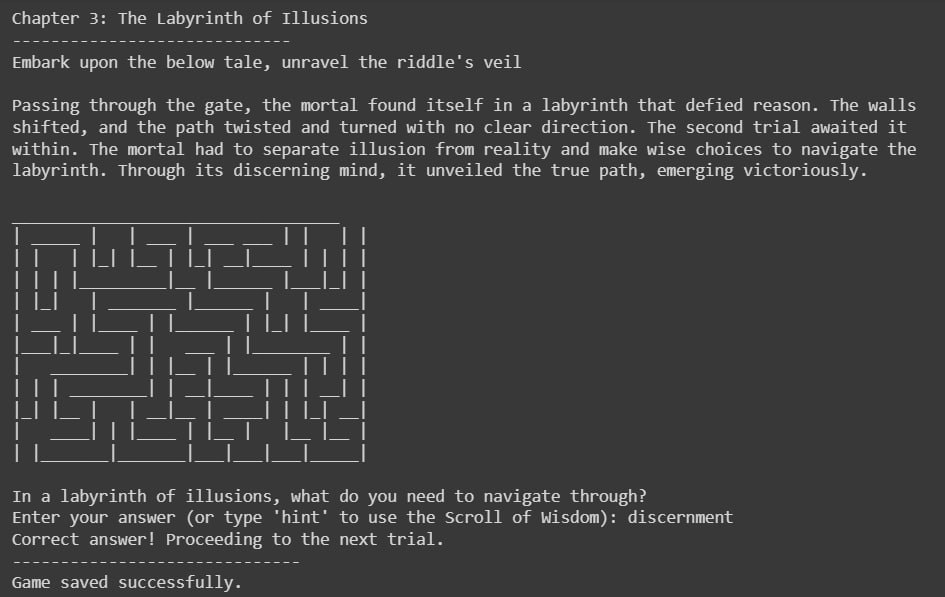 Chapter 3: The Labyrinth of Illusions
-----------------------------
Embark upon the below tale, unravel the riddle's veil
Passing through the gate, the mortal found itself in a labyrinth that defied reason. The walls
shifted, and the path twisted and turned with no clear direction. The second trial awaited it
within. The mortal had to separate illusion from reality and make wise choices to navigate the
labyrinth. Through its discerning mind, it unveiled the true path, emerging victoriously.
In a labyrinth of illusions, what do you need to navigate through?
Enter your answer (or type 'hint' to use the Scroll of Wisdom): discernment
Correct answer! Proceeding to the next trial.
------------------------------
Game saved successfully.